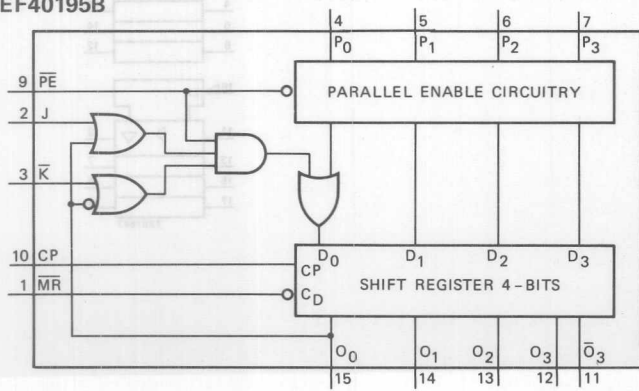 EF40195B
4 5 6 7
P0 P1 P2 P3
9 PE
PARALLEL ENABLE CIRCUITRY
2 J
3 K
D0 D1 D2 D3
10 CP
CP
SHIFT REGISTER 4-BITS
1 MR
CD
O0 O1 O2 O3 O3
15 14 13 12 11